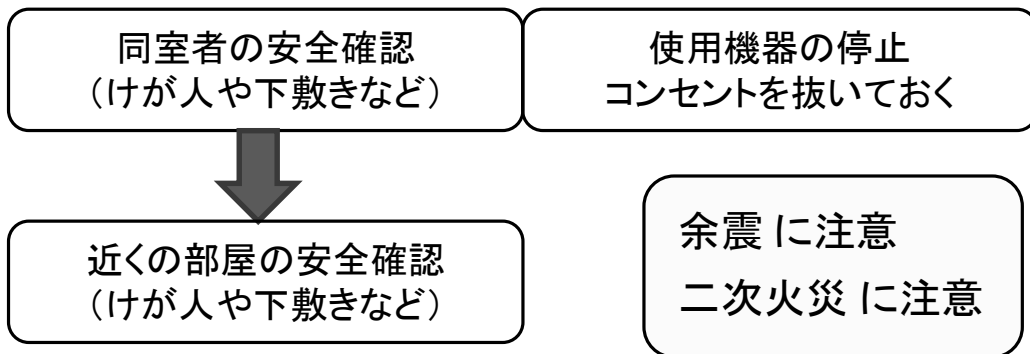 同室者の安全確認
（けが人や下敷きなど）
使用機器の停止
コンセントを抜いておく
近くの部屋の安全確認
（けが人や下敷きなど）
余震 に注意
二次火災 に注意